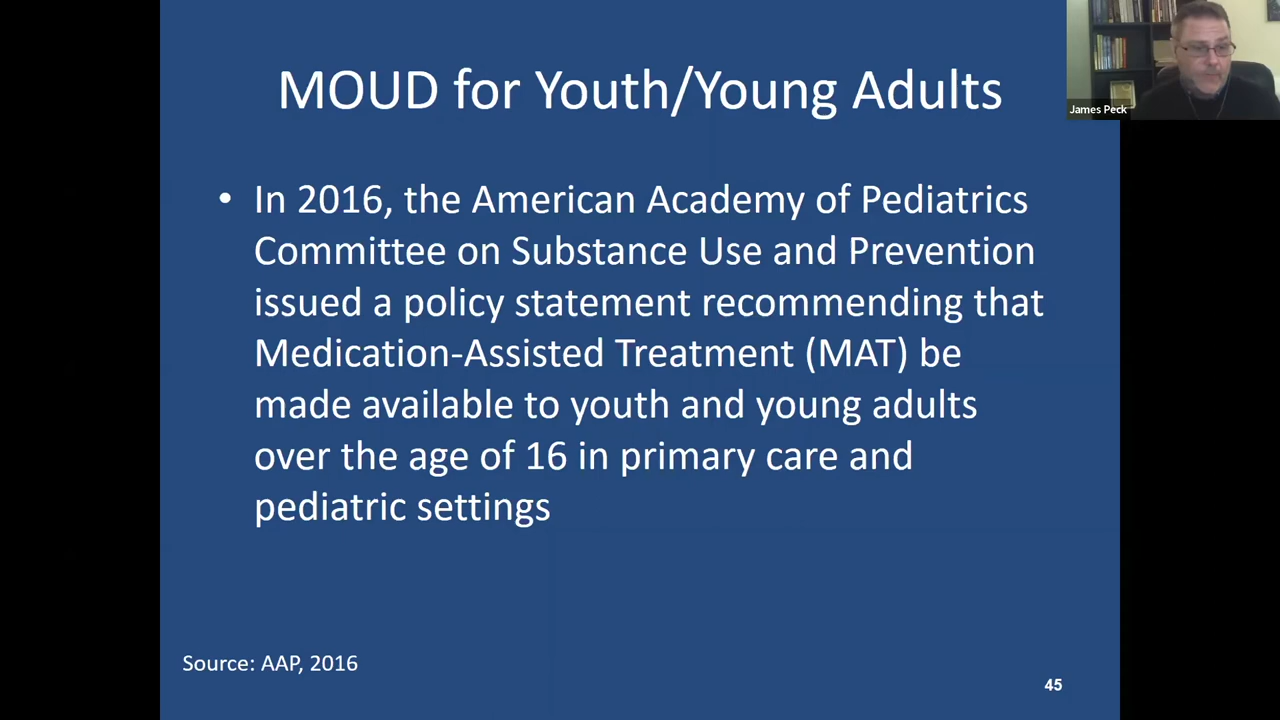 MOUD for Youth/Young Adults
• In 2016, the American Academy of Pediatrics
Committee on Substance Use and Prevention
issued a policy statement recommending that
Medication-Assisted Treatment (MAT) be
made available to youth and young adults
over the age of 16 in primary care and
pediatric settings
Source: AAP, 2016
45
James Peck